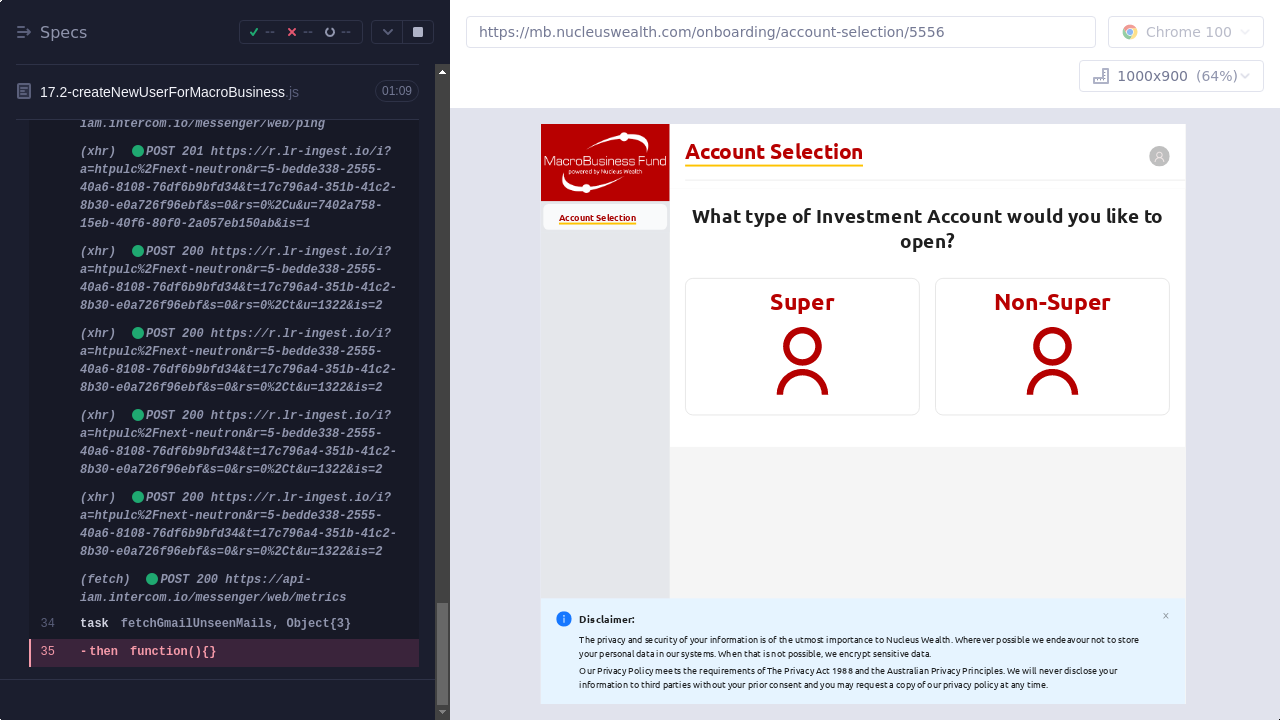 Specs
--
--
--
17.2-createNewUserForMacroBusiness.js
01:09
iam.intercom.io/messenger/web/ping
(xhr) POST 201 https://r.lr-ingest.io/i?
a=htpulc%2Fnext-neutron&r=5-bedde338-2555-
40a6-8108-76df6b9bfd34&t=17c796a4-351b-41c2-
8b30-e0a726f96ebf&s=0&rs=0%2Cu&u=7402a758-
15eb-40f6-80f0-2a057eb150ab&is=1
(xhr) POST 200 https://r.lr-ingest.io/i?
a=htpulc%2Fnext-neutron&r=5-bedde338-2555-
40a6-8108-76df6b9bfd34&t=17c796a4-351b-41c2-
8b30-e0a726f96ebf&s=0&rs=0%2Ct&u=1322&is=2
(xhr) POST 200 https://r.lr-ingest.io/i?
a=htpulc%2Fnext-neutron&r=5-bedde338-2555-
40a6-8108-76df6b9bfd34&t=17c796a4-351b-41c2-
8b30-e0a726f96ebf&s=0&rs=0%2Ct&u=1322&is=2
(xhr) POST 200 https://r.lr-ingest.io/i?
a=htpulc%2Fnext-neutron&r=5-bedde338-2555-
40a6-8108-76df6b9bfd34&t=17c796a4-351b-41c2-
8b30-e0a726f96ebf&s=0&rs=0%2Ct&u=1322&is=2
(xhr) POST 200 https://r.lr-ingest.io/i?
a=htpulc%2Fnext-neutron&r=5-bedde338-2555-
40a6-8108-76df6b9bfd34&t=17c796a4-351b-41c2-
8b30-e0a726f96ebf&s=0&rs=0%2Ct&u=1322&is=2
(fetch) POST 200 https://api-
iam.intercom.io/messenger/web/metrics
34 task fetchGmailUnseenMails, Object{3}
35 -then function(){}
https://mb.nucleuswealth.com/onboarding/account-selection/5556
Chrome 100
1000x900 (64%)
MacroBusiness Fund
powered by Nucleus Wealth
Account Selection
Account Selection
What type of Investment Account would you like to
open?
Super
Non-Super
Disclaimer:
×
The privacy and security of your information is of the utmost importance to Nucleus Wealth. Wherever possible we endeavour not to store
your personal data in our systems. When that is not possible, we encrypt sensitive data.
Our Privacy Policy meets the requirements of The Privacy Act 1988 and the Australian Privacy Principles. We will never disclose your
information to third parties without your prior consent and you may request a copy of our privacy policy at any time.